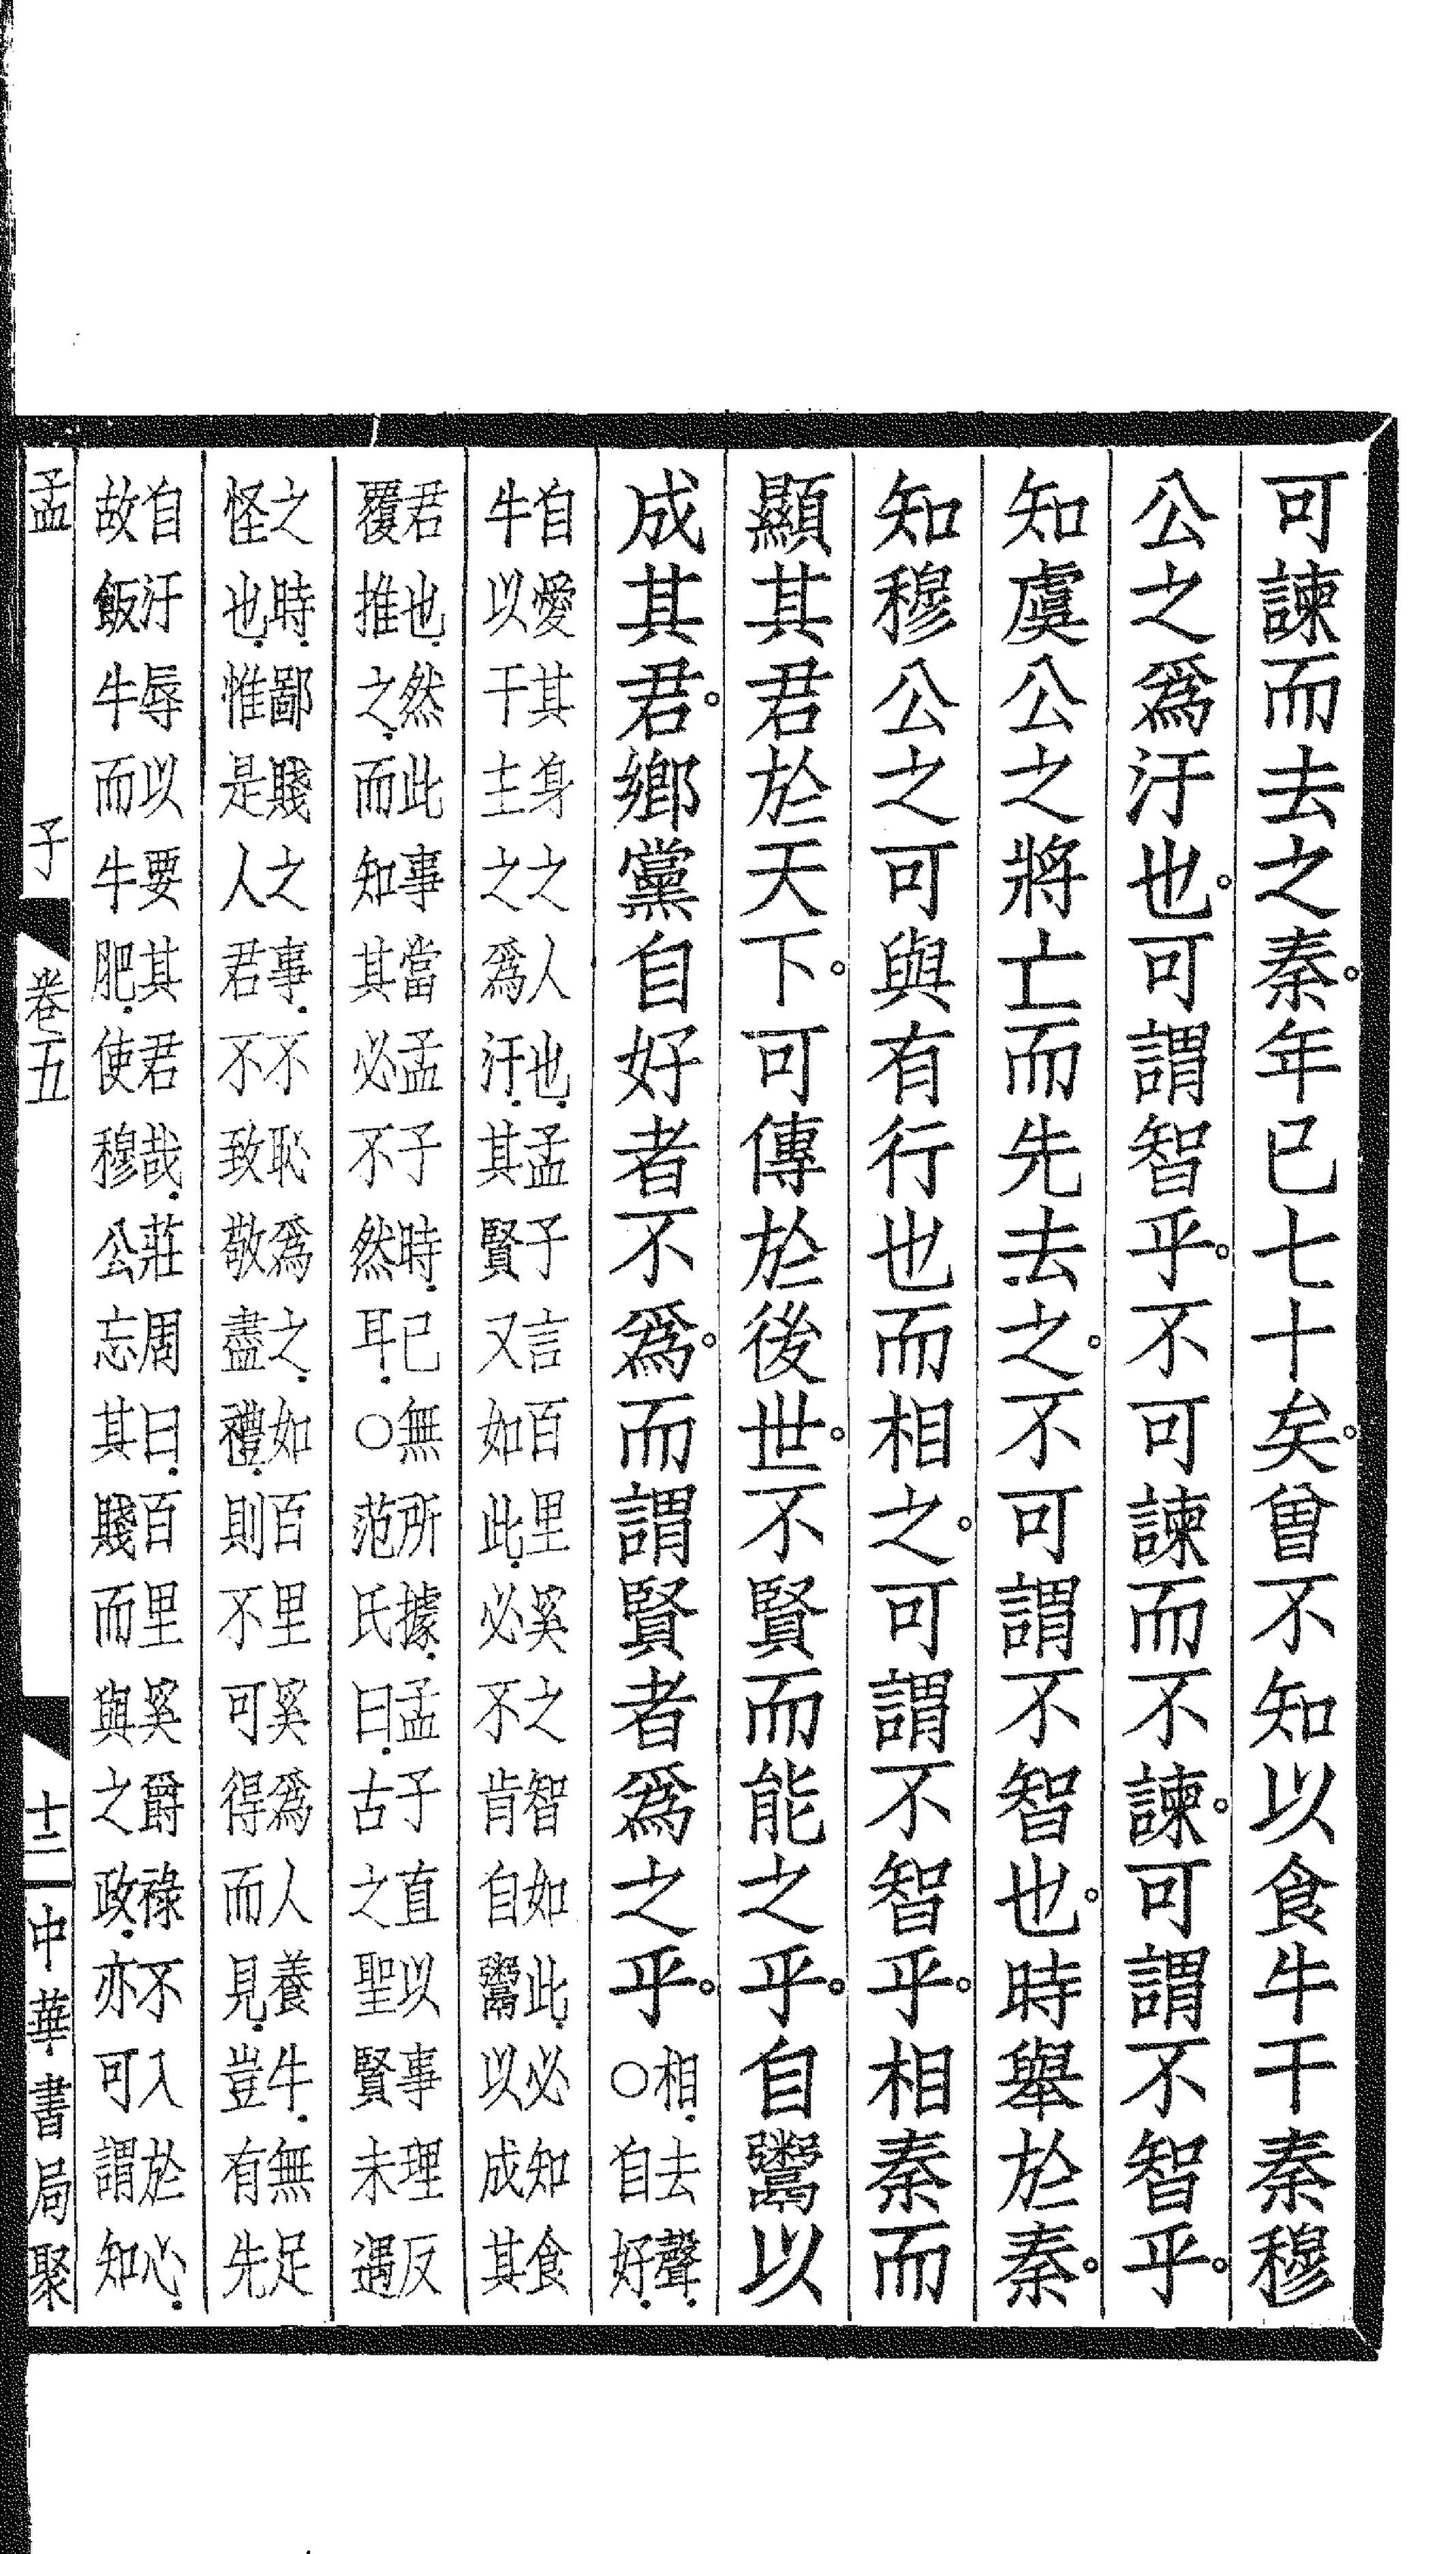 可諫而去之秦。年已七十矣。曾不知以食牛干秦穆
公之爲汙也。可謂智乎。不可諫而不諫。可謂不智乎。
知虞公之將亡而先去之。不可謂不智也。時舉於秦。
知穆公之可與有行也而相之。可謂不智乎。相秦而
顯其君於天下。可傳於後世。不賢而能之乎。自鬻以
成其君。鄉黨自好者不爲。而謂賢者爲之乎。
相去聲
○自好
自愛其身之人也孟子言百里奚之智如此必知食
牛以干主之爲汙其賢又如此必不肯自鬻以成其
君也然此事當孟子時已無所據孟子直以事理反
覆推之而知其必不然耳○范氏曰古之聖賢未遇
之時鄙賤之事不恥爲之如百里奚爲人養牛無足
怪也惟是人君不致敬盡禮則不可得而見豈有先
自汙辱以要其君哉莊周曰百里奚爵祿不入於心
故飯牛而牛肥使穆公忘其賤而與之政亦可謂知
孟子 卷五 十二 中華書局聚